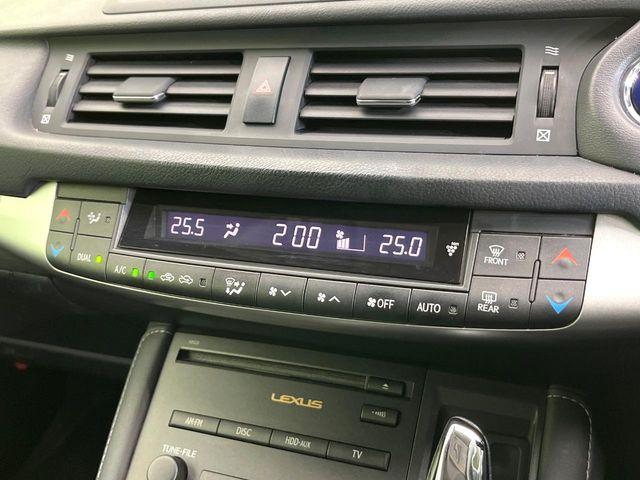 25.5 2:00 25.0
DUAL A/C OFF AUTO FRONT
REAR
LEXUS
AM·FM DISC HDD·AUX TV
TUNE·FILE